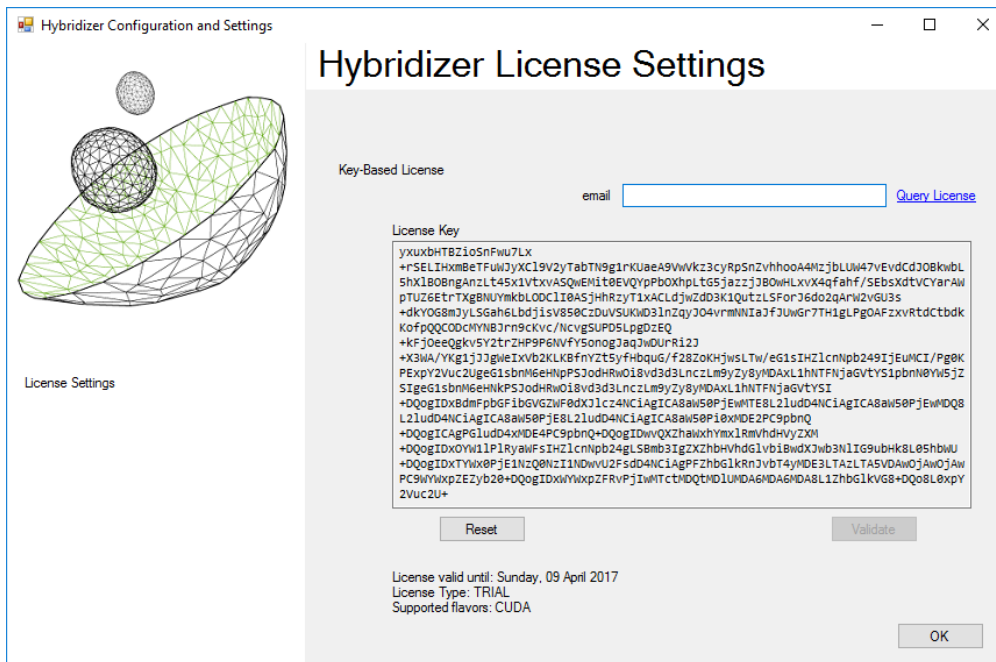 Hybridizer Configuration and Settings
Hybridizer License Settings
Key-Based License
email
Query License
License Key
yxuxbHTBZioSnFwu7Lx
+rSELIHxmBeTFuWJyXCl9V2yTabTN9g1rKUaeA9VwVkz3cyRpSnZvhhooA4MzjbLUW47vEvdCdJOBkwbL
5hXlBOBngAnzLt45x1VtxvASQwEMit0EVQYpPbOXhpLtG5jazzjJBOwHLxvX4qfahf/SEbsXdtVCYarAW
pTUZ6EtrTXgBNUYmkbLODClI0ASjHhRzyT1xACLdjwZdD3K1QutzLSForJ6do2qArW2vGU3s
+dkYOG8mJyLSGah6LbdjisV850CzDuVSUKWD3lnZqyJO4vrmNNIaJfJUwGr7TH1gLPgOAFzxvRtdCtbdk
KofpQQCODcMYNBJrn9cKvc/NcvgSUPD5LpgDzEQ
+kFjOeeQgkv5Y2trZHP9P6NVfY5onogJaqJwDUrRi2J
+X3WA/YKg1jJJgWeIxVb2KLKBfnYZt5yfHbquG/f28ZoKHjwsLTw/eG1sIHZlcnNpb249IjEuMCI/Pg0K
PExpY2Vuc2UgeG1sbnM6eHNpPSJodHRwOi8vd3d3LnczLm9yZy8yMDAxL1hNTFNjaGVtYS1pbnN0YW5jZ
SIgeG1sbnM6eHNkPSJodHRwOi8vd3d3LnczLm9yZy8yMDAxL1hNTFNjaGVtYSI
+DQogIDxBdmFpbGFibGVGZWF0dXJlcz4NCiAgICA8aW50PjEwMTE8L2ludD4NCiAgICA8aW50PjEwMDQ8
L2ludD4NCiAgICA8aW50PjE8L2ludD4NCiAgICA8aW50Pi0xMDE2PC9pbnQ
+DQogICAgPGludD4xMDE4PC9pbnQ+DQogIDwvQXZhaWxhYmxlRmVhdHVyZXM
+DQogIDxOYW1lPlRyaWFsIHZlcnNpb24gLSBmb3IgZXZhbHVhdGlvbiBwdXJwb3NlIG9ubHk8L05hbWU
+DQogIDxTYWx0PjE1NzQ0NzI1NDwvU2FsdD4NCiAgPFZhbGlkRnJvbT4yMDE3LTAzLTA5VDAwOjAwOjAw
PC9WYWxpZEZyb20+DQogIDxWYWxpZFRvPjIwMTctMDQtMDlUMDA6MDA6MDA8L1ZhbGlkVG8+DQo8L0xpY
2Vuc2U+
Reset
Validate
License Settings
License valid until: Sunday, 09 April 2017
License Type: TRIAL
Supported flavors: CUDA
OK